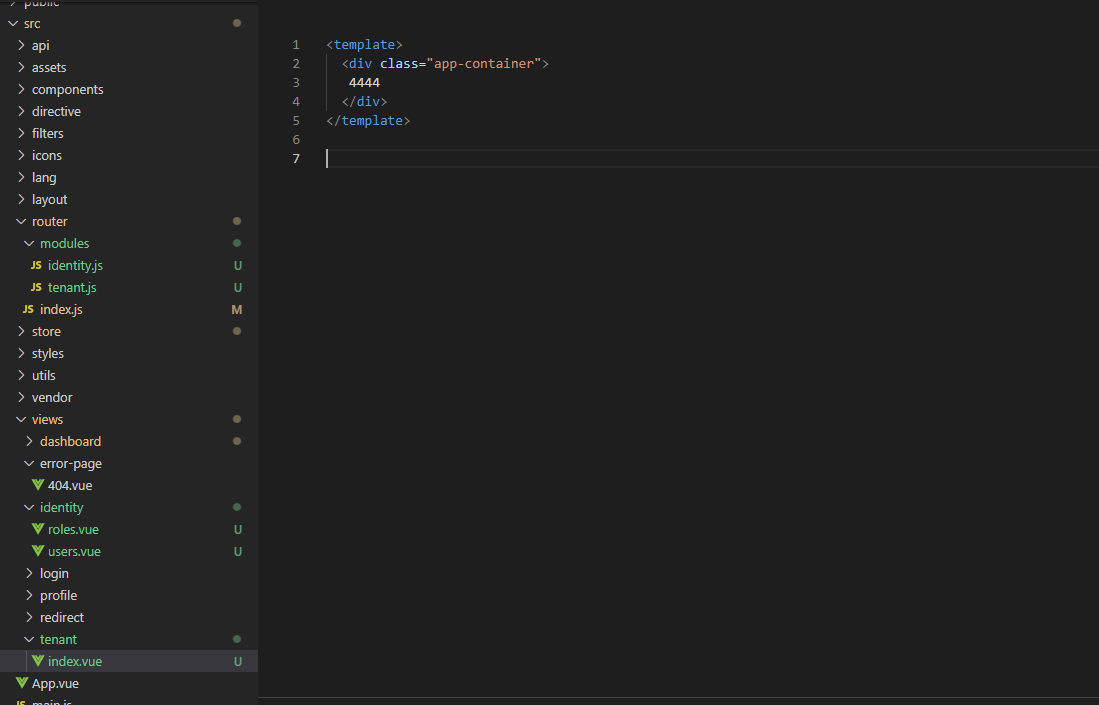 public
src
api
assets
components
directive
filters
icons
lang
layout
router
modules
JS identity.js U
JS tenant.js U
JS index.js M
store
styles
utils
vendor
views
dashboard
error-page
404.vue
identity
roles.vue U
users.vue U
login
profile
redirect
tenant
index.vue U
App.vue
JS main.js
1 <template>
2 <div class="app-container">
3 4444
4 </div>
5 </template>
6
7